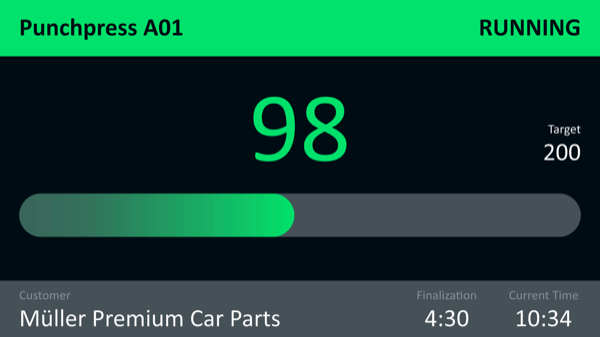 Punchpress A01
RUNNING
98
Target
200
Customer
Müller Premium Car Parts
Finalization
4:30
Current Time
10:34